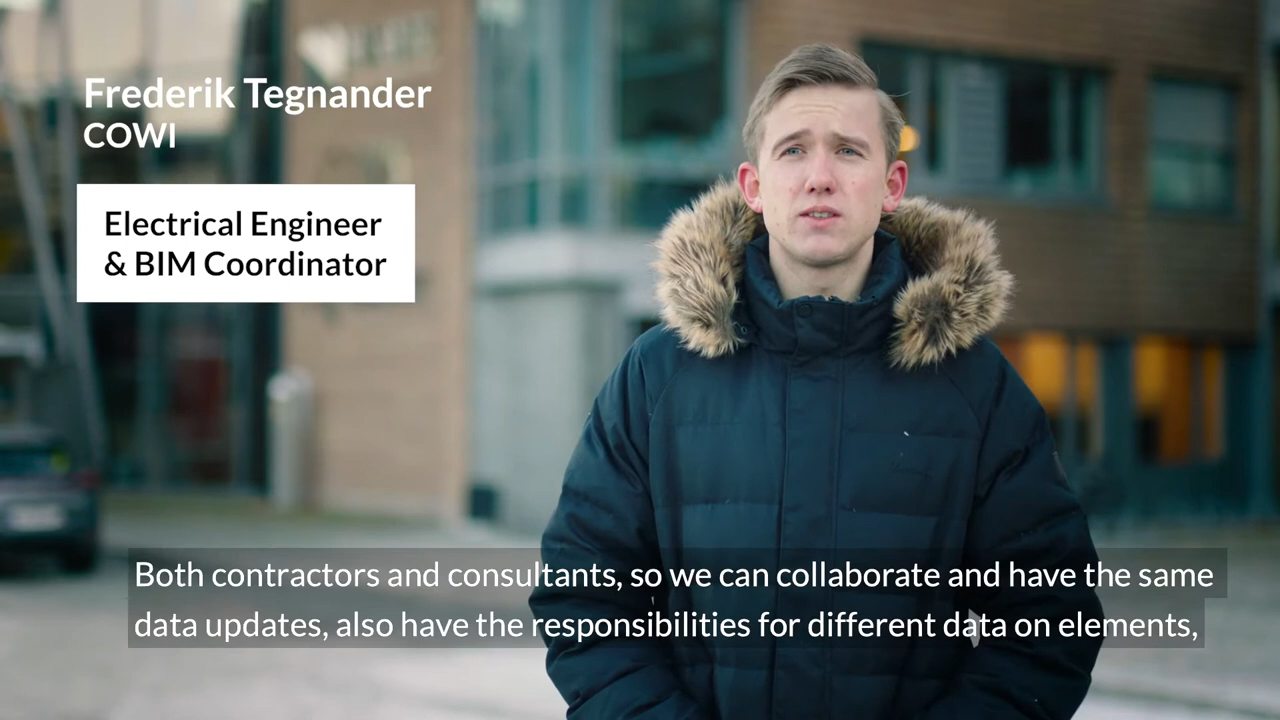 Frederik Tegnander
COWI
Electrical Engineer
& BIM Coordinator
Both contractors and consultants, so we can collaborate and have the same
data updates, also have the responsibilities for different data on elements,